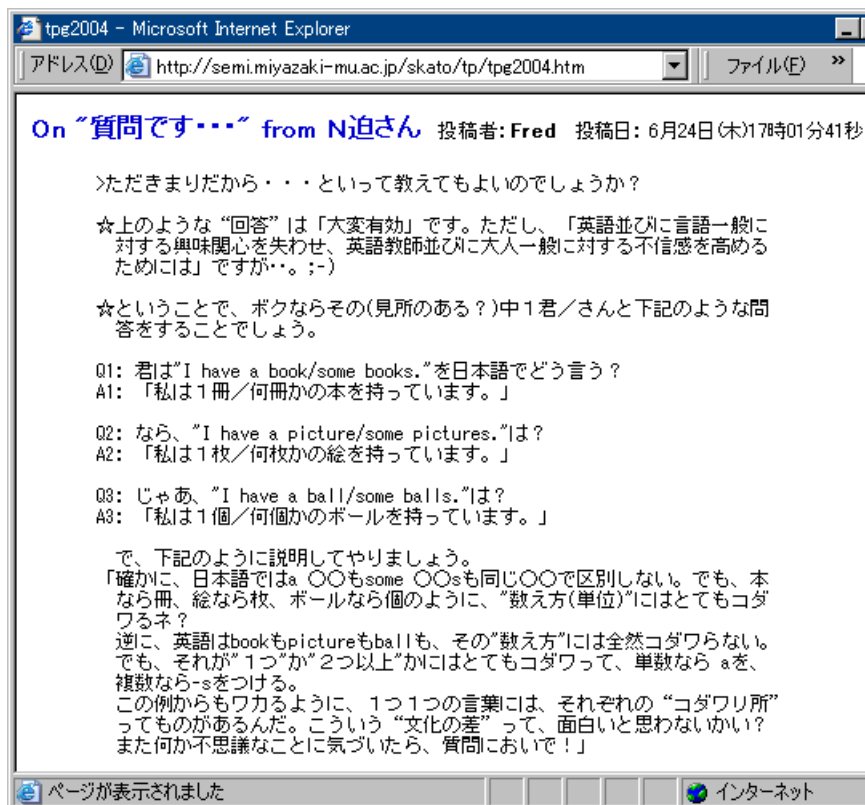 tpg2004 - Microsoft Internet Explorer
アドレス(D) http://semi.miyazaki-mu.ac.jp/skato/tp/tpg2004.htm ファイル(F) »
On ”質問です・・・” from N迫さん 投稿者: Fred 投稿日: 6月24日(木)17時01分41秒
>ただきまりだから・・・といって教えてもよいのでしょうか？
☆上のような“回答”は「大変有効」です。ただし、「英語並びに言語一般に
対する興味関心を失わせ、英語教師並びに大人一般に対する不信感を高める
ためには」ですが・・。;-)
☆ということで、ボクならその(見所のある？)中１君／さんと下記のような問
答をすることでしょう。
Q1: 君は”I have a book/some books.”を日本語でどう言う？
A1: 「私は１冊／何冊かの本を持っています。」
Q2: なら、”I have a picture/some pictures.”は？
A2: 「私は１枚／何枚かの絵を持っています。」
Q3: じゃあ、”I have a ball/some balls.”は？
A3: 「私は１個／何個かのボールを持っています。」
で、下記のように説明してやりましょう。
「確かに、日本語ではa ○○もsome ○○sも同じ○○で区別しない。でも、本
なら冊、絵なら枚、ボールなら個のように、”数え方(単位)”にはとてもコダ
ワるネ？
逆に、英語はbookもpictureもballも、その”数え方”には全然コダワらない。
でも、それが”１つ”か”２つ以上”かにはとてもコダワって、単数なら aを、
複数なら-sをつける。
この例からもワカるように、１つ１つの言葉には、それぞれの“コダワリ所”
ってものがあるんだ。こういう“文化の差”って、面白いと思わないかい？
また何か不思議なことに気づいたら、質問においで！」
ページが表示されました インターネット